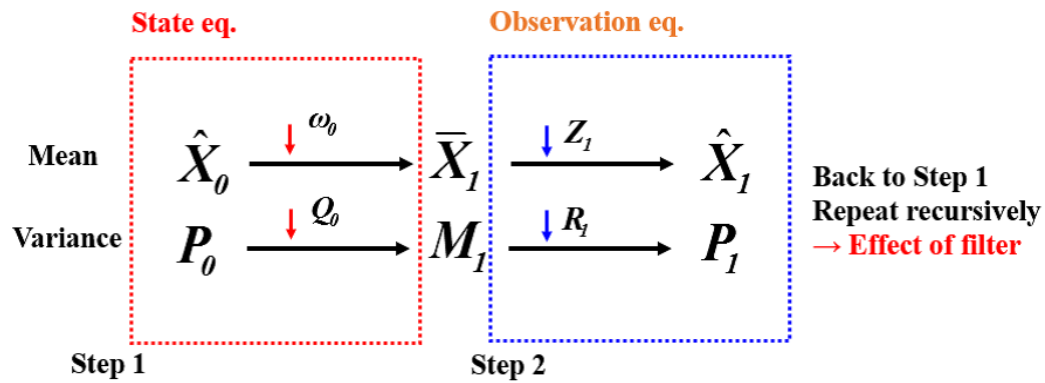 State eq.
Observation eq.
Mean
X̂₀
ω₀
X̄₁
Z₁
X̂₁
Variance
P₀
Q₀
M₁
R₁
P₁
Back to Step 1
Repeat recursively
→ Effect of filter
Step 1
Step 2